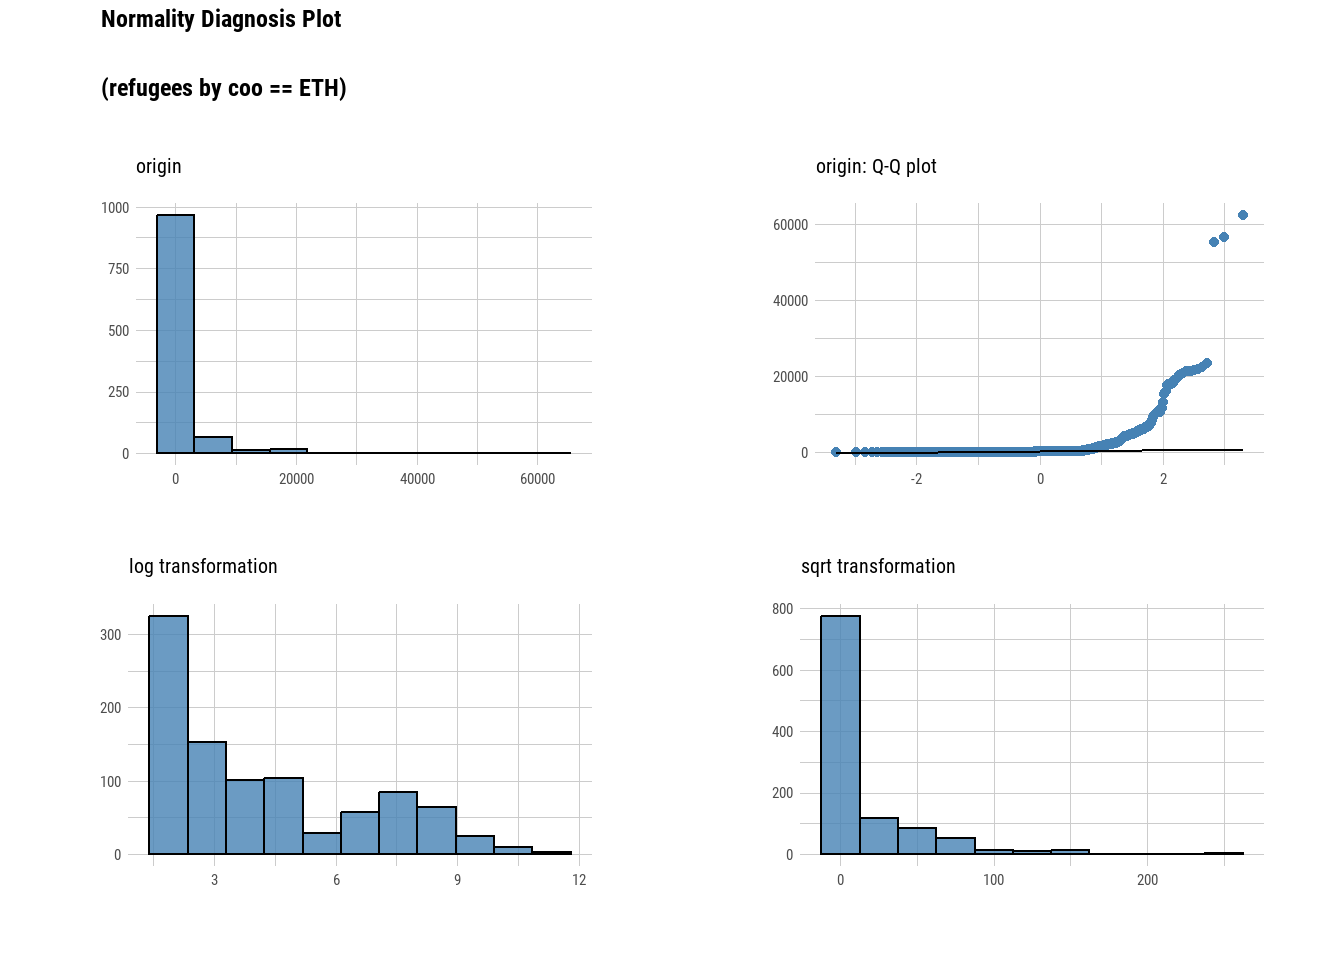 Normality Diagnosis Plot
(refugees by coo == ETH)
origin
1000
750
500
250
0
0 20000 40000 60000
origin: Q-Q plot
60000
40000
20000
0
-2 0 2
log transformation
300
200
100
0
3 6 9 12
sqrt transformation
800
600
400
200
0
0 100 200